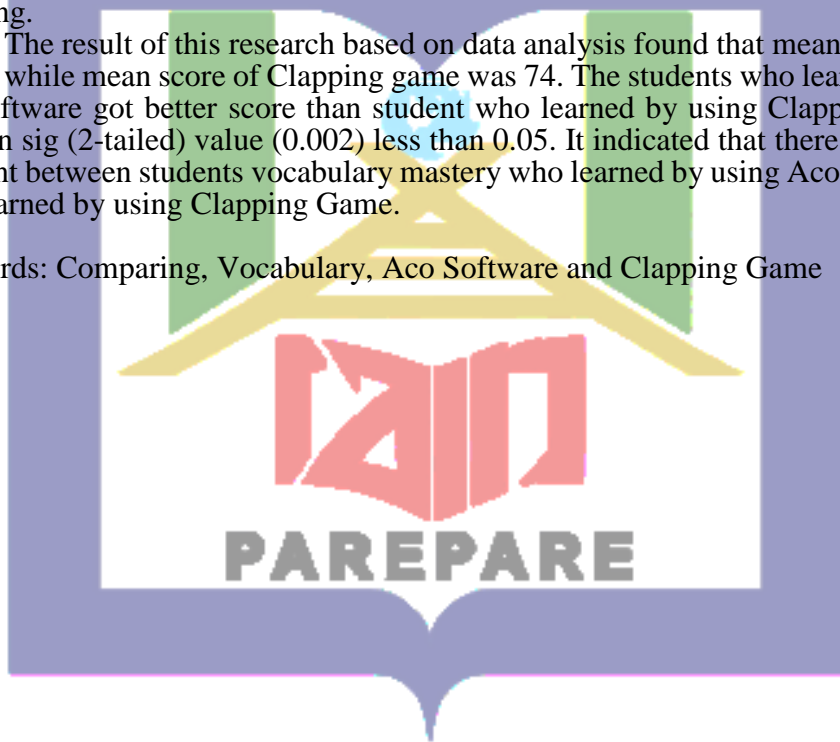 ng.
The result of this research based on data analysis found that mean
while mean score of Clapping game was 74. The students who lear
ftware got better score than student who learned by using Clapp
n sig (2-tailed) value (0.002) less than 0.05. It indicated that there
nt between students vocabulary mastery who learned by using Aco
arned by using Clapping Game.
rds: Comparing, Vocabulary, Aco Software and Clapping Game
iain
PAREPARE